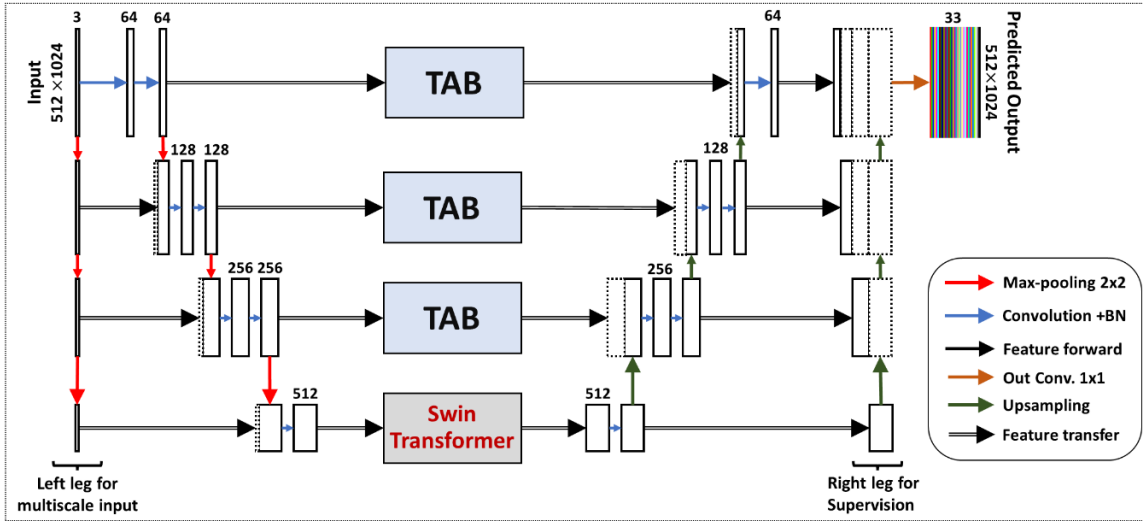 3
64
64
64
33
Input
512×1024
TAB
Predicted Output
512×1024
128
128
128
TAB
256
256
256
TAB
512
512
Swin
Transformer
Left leg for
multiscale input
Right leg for
Supervision
Max-pooling 2x2
Convolution +BN
Feature forward
Out Conv. 1x1
Upsampling
Feature transfer